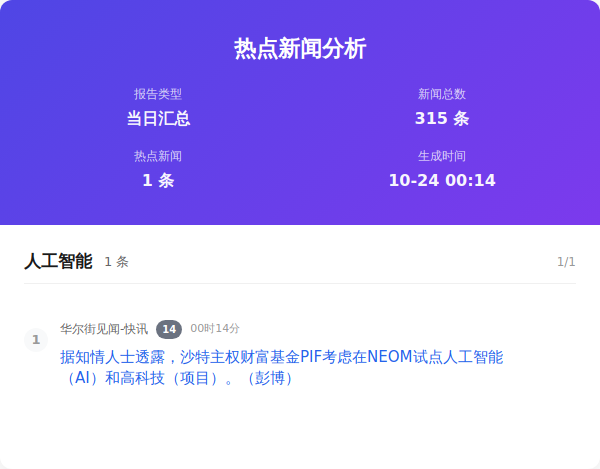 热点新闻分析
报告类型
当日汇总
新闻总数
315 条
热点新闻
1 条
生成时间
10-24 00:14
人工智能 1 条 1/1
1 华尔街见闻-快讯 14 00时14分
据知情人士透露，沙特主权财富基金PIF考虑在NEOM试点人工智能
（AI）和高科技（项目）。（彭博）